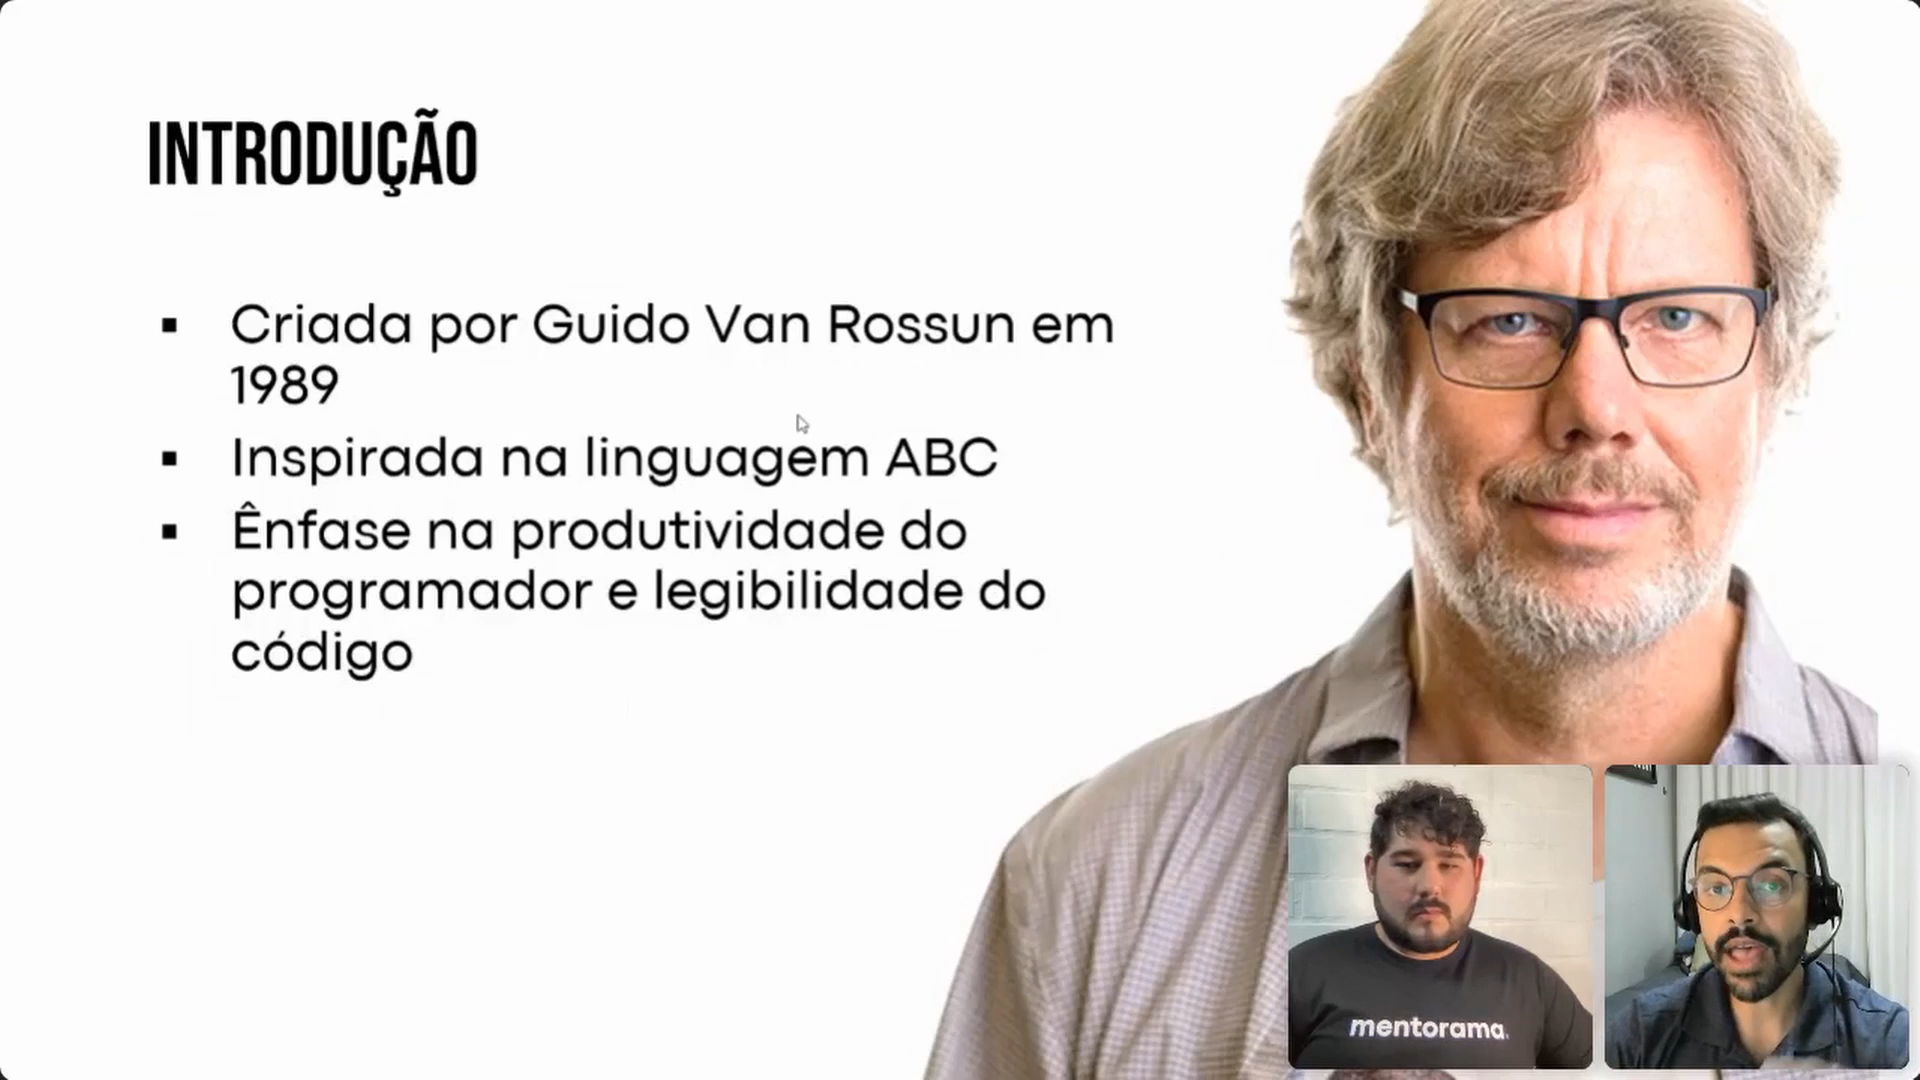 INTRODUÇÃO
▪ Criada por Guido Van Rossun em
1989
▪ Inspirada na linguagem ABC
▪ Ênfase na produtividade do
programador e legibilidade do
código
mentorama.